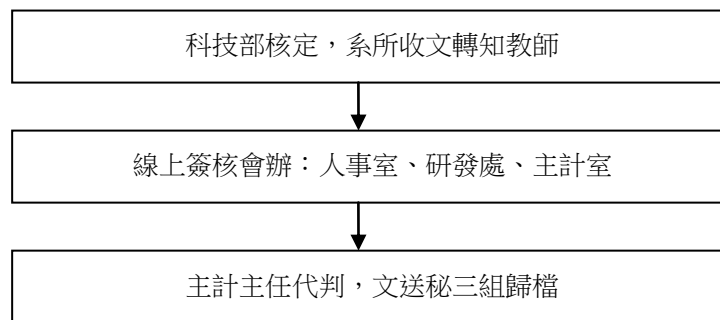 科技部核定，系所收文轉知教師
線上簽核會辦：人事室、研發處、主計室
主計主任代判，文送秘三組歸檔